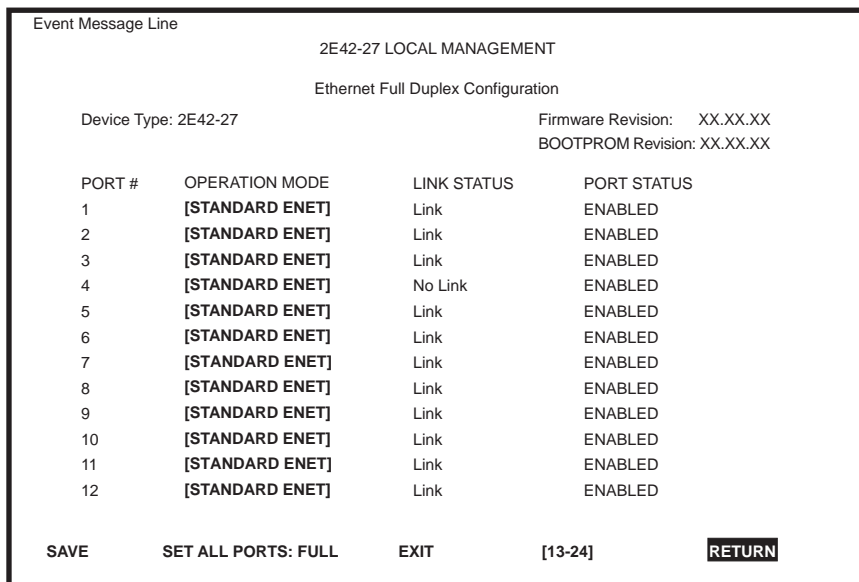 Event Message Line
2E42-27 LOCAL MANAGEMENT
Ethernet Full Duplex Configuration
Device Type: 2E42-27 Firmware Revision: XX.XX.XX
BOOTPROM Revision: XX.XX.XX
PORT # OPERATION MODE LINK STATUS PORT STATUS
1 [STANDARD ENET] Link ENABLED
2 [STANDARD ENET] Link ENABLED
3 [STANDARD ENET] Link ENABLED
4 [STANDARD ENET] No Link ENABLED
5 [STANDARD ENET] Link ENABLED
6 [STANDARD ENET] Link ENABLED
7 [STANDARD ENET] Link ENABLED
8 [STANDARD ENET] Link ENABLED
9 [STANDARD ENET] Link ENABLED
10 [STANDARD ENET] Link ENABLED
11 [STANDARD ENET] Link ENABLED
12 [STANDARD ENET] Link ENABLED
SAVE SET ALL PORTS: FULL EXIT [13-24] RETURN